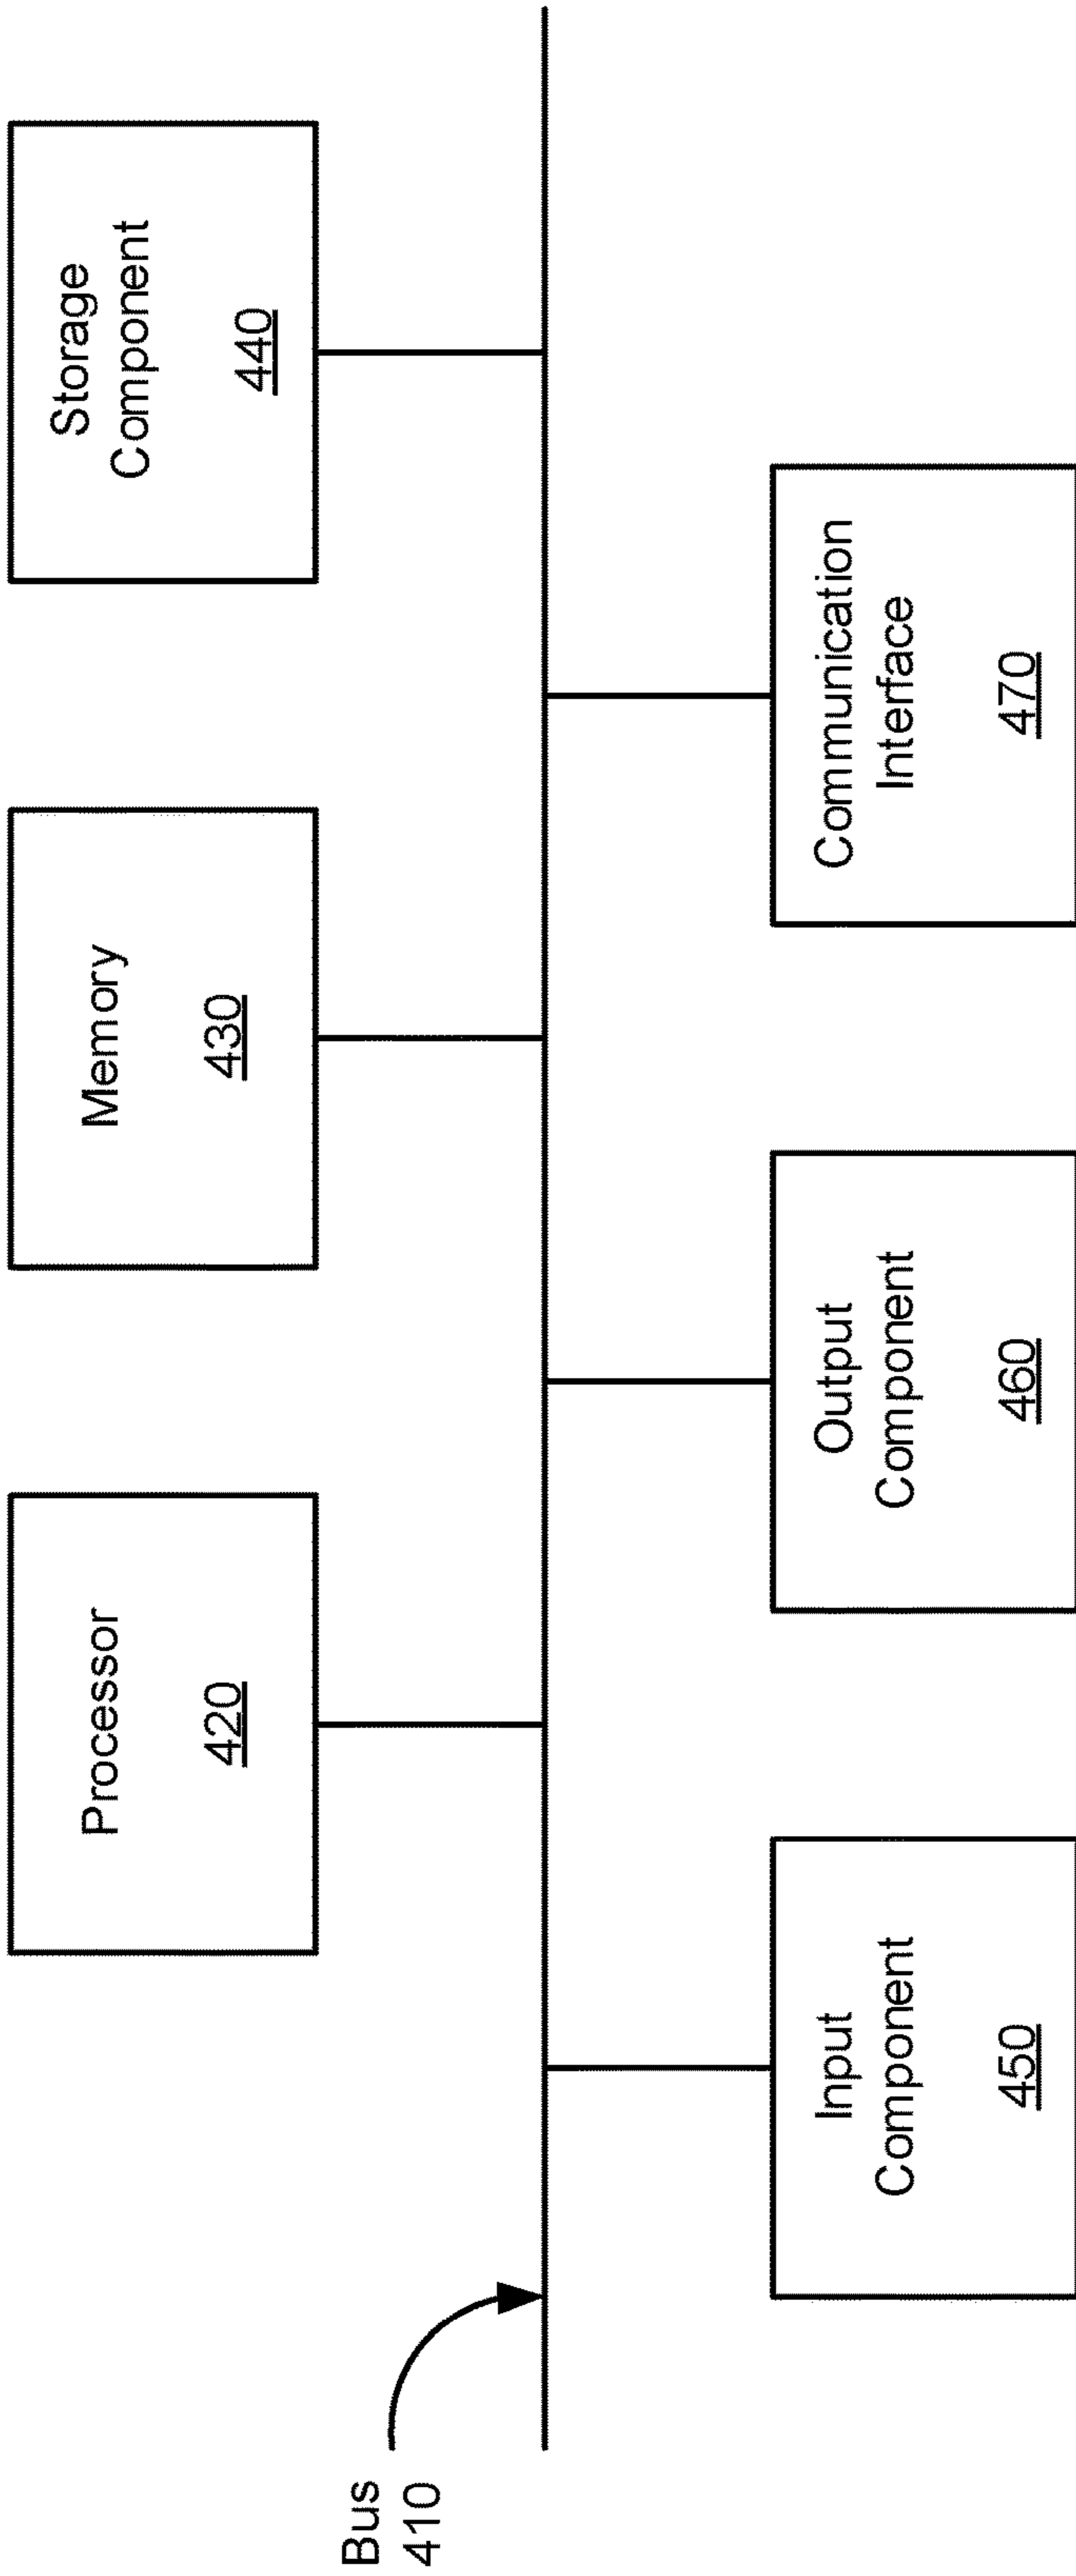 Processor
420
Memory
430
Storage
Component
440
Bus
410
Input
Component
450
Output
Component
460
Communication
Interface
470